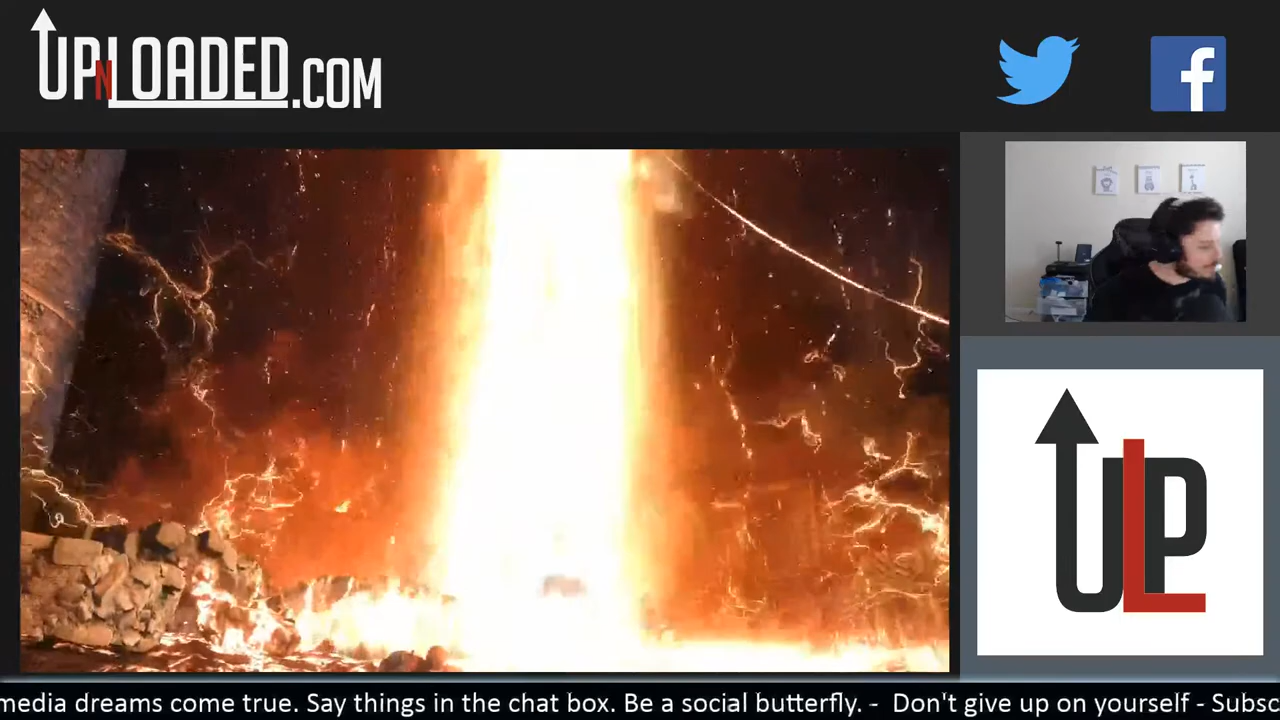 UPNLOADED.COM
ULP
media dreams come true. Say things in the chat box. Be a social butterfly. - Don't give up on yourself - Subsc